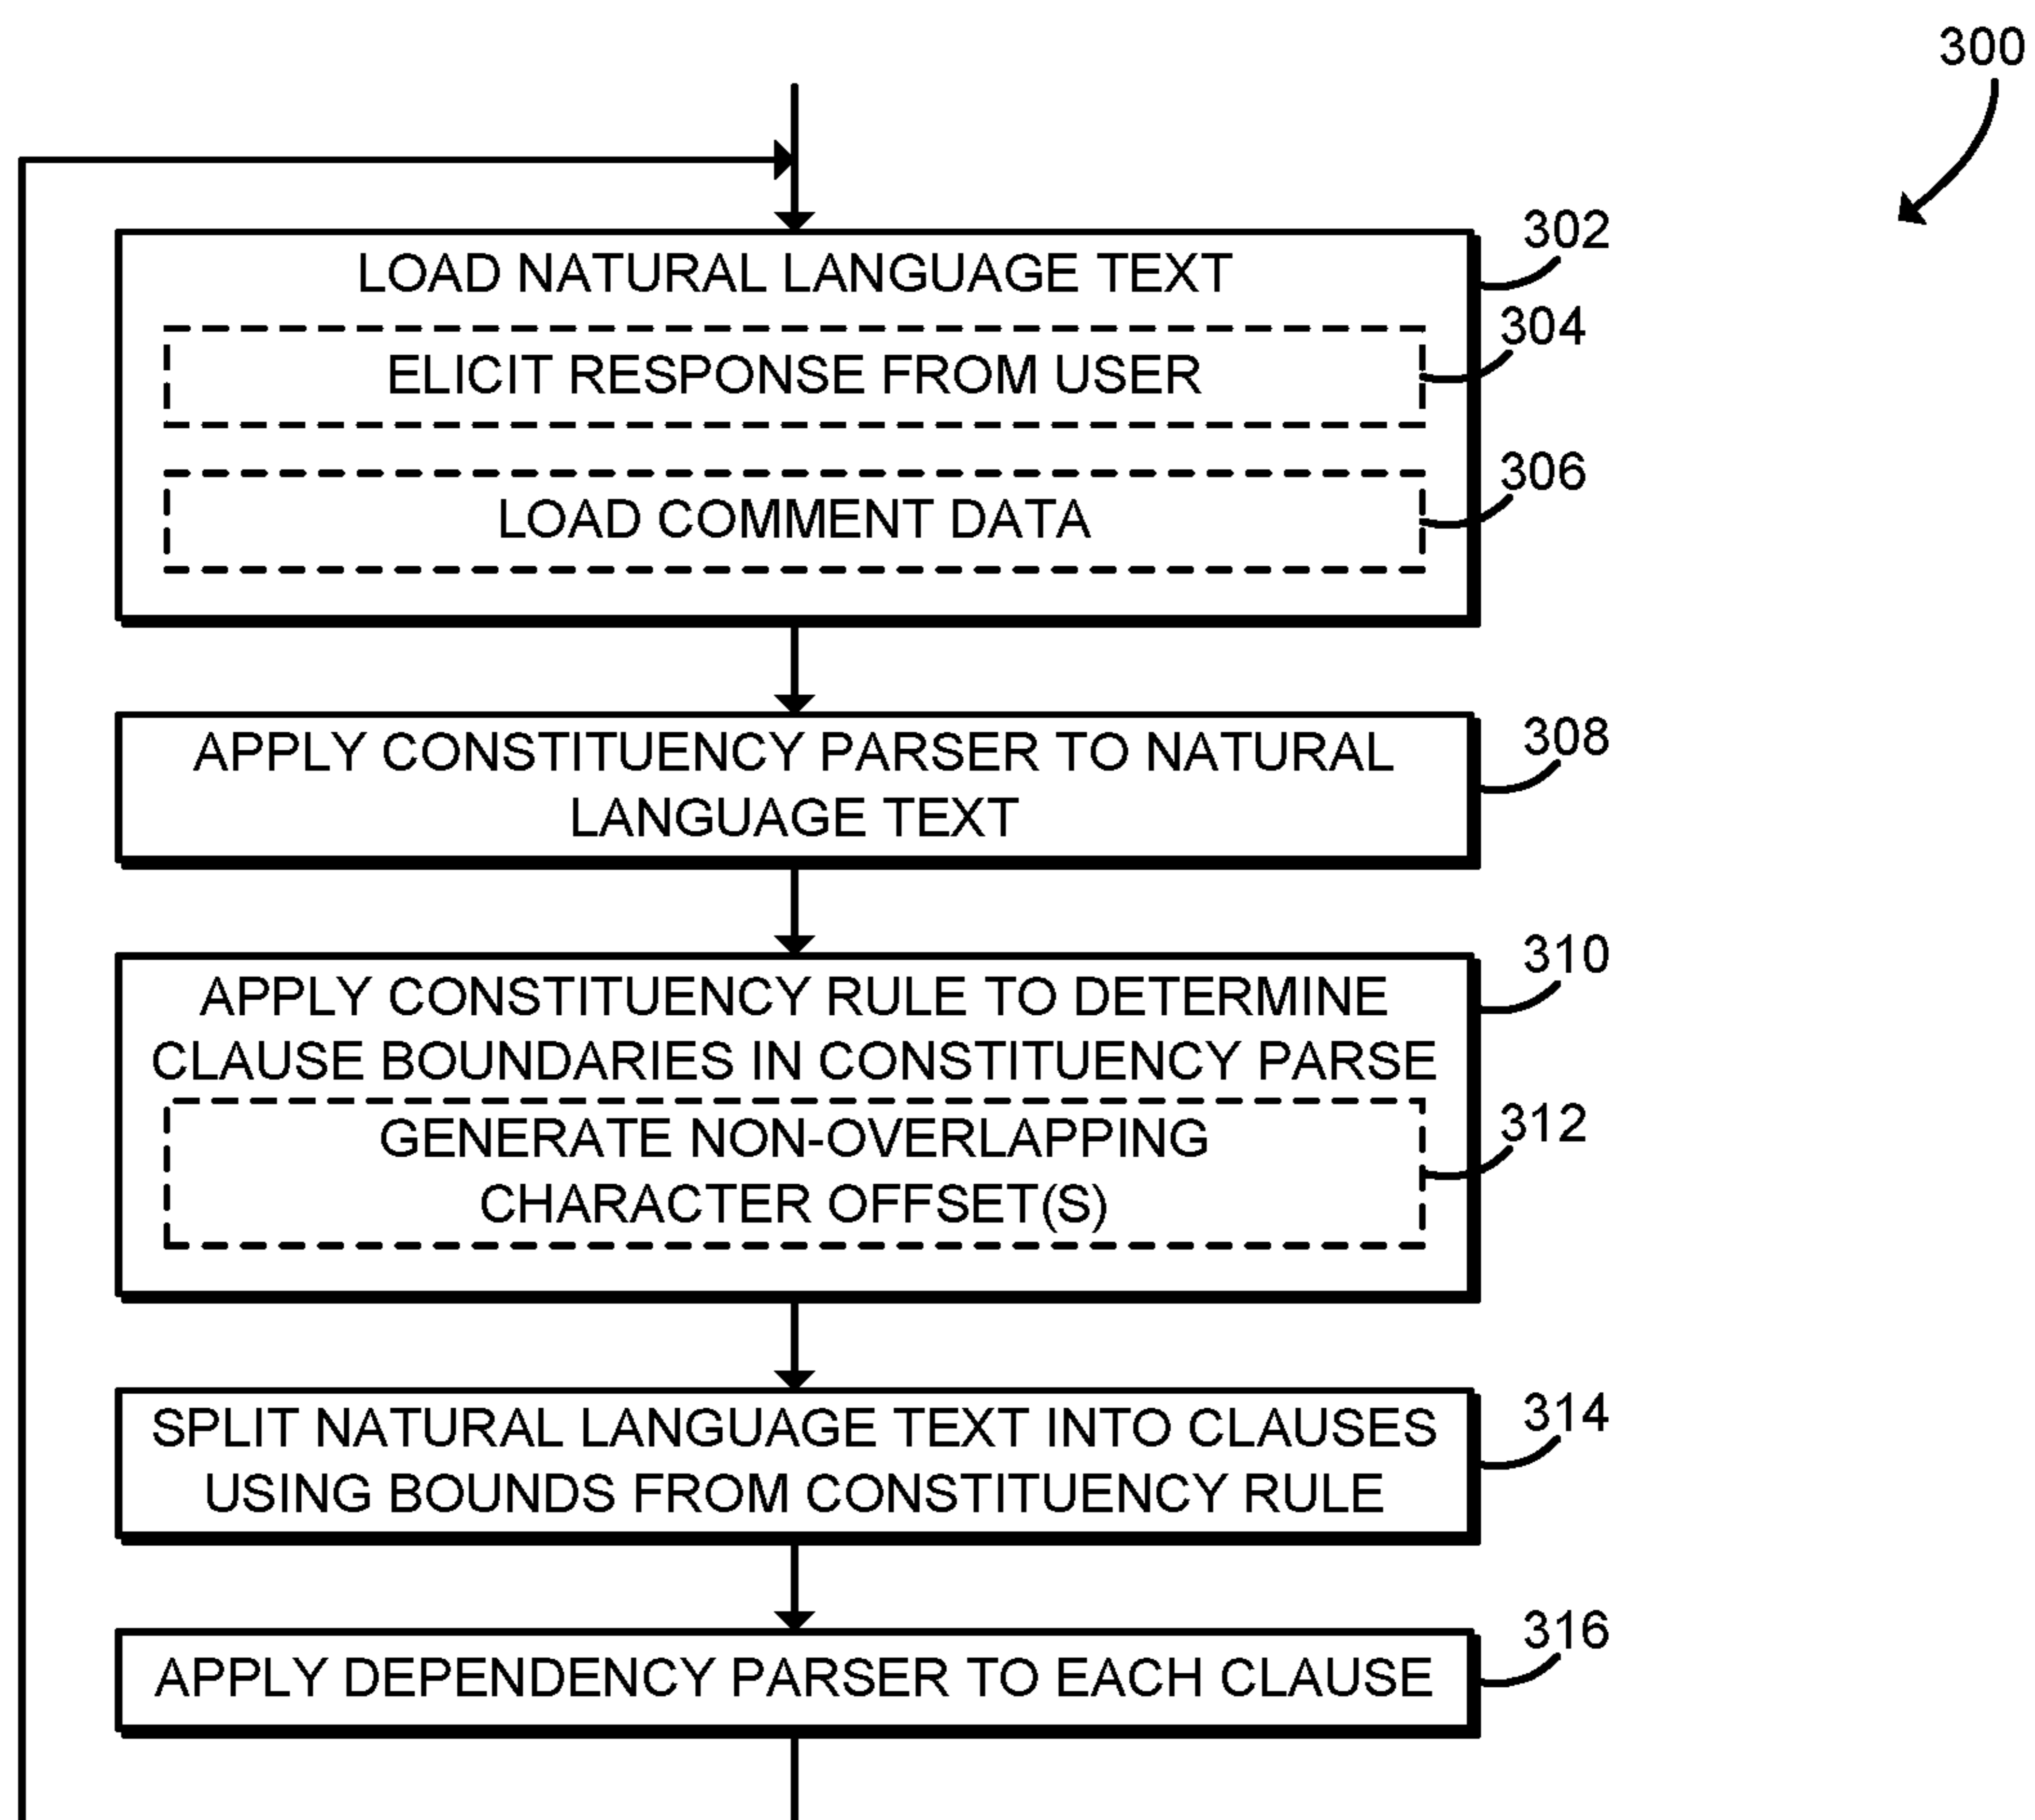 300
302
LOAD NATURAL LANGUAGE TEXT
304
ELICIT RESPONSE FROM USER
306
LOAD COMMENT DATA
308
APPLY CONSTITUENCY PARSER TO NATURAL
LANGUAGE TEXT
310
APPLY CONSTITUENCY RULE TO DETERMINE
CLAUSE BOUNDARIES IN CONSTITUENCY PARSE
312
GENERATE NON-OVERLAPPING
CHARACTER OFFSET(S)
314
SPLIT NATURAL LANGUAGE TEXT INTO CLAUSES
USING BOUNDS FROM CONSTITUENCY RULE
316
APPLY DEPENDENCY PARSER TO EACH CLAUSE